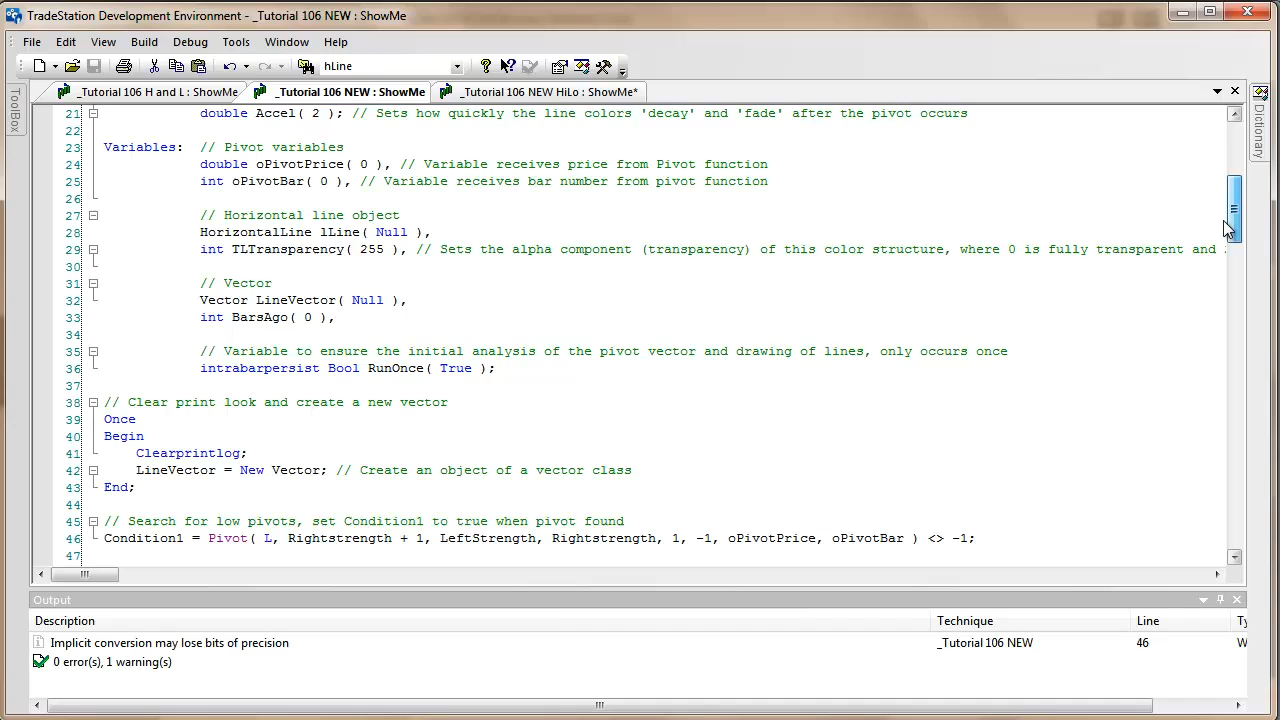 TradeStation Development Environment - _Tutorial 106 NEW : ShowMe
File Edit View Build Debug Tools Window Help
hLine
_Tutorial 106 H and L : ShowMe _Tutorial 106 NEW : ShowMe _Tutorial 106 NEW HiLo : ShowMe*
ToolBox
Dictionary
21 double Accel( 2 ); // Sets how quickly the line colors 'decay' and 'fade' after the pivot occurs
22
23 Variables: // Pivot variables
24 double oPivotPrice( 0 ), // Variable receives price from Pivot function
25 int oPivotBar( 0 ), // Variable receives bar number from pivot function
26
27 // Horizontal line object
28 HorizontalLine lLine( Null ),
29 int TLTransparency( 255 ), // Sets the alpha component (transparency) of this color structure, where 0 is fully transparent and
30
31 // Vector
32 Vector LineVector( Null ),
33 int BarsAgo( 0 ),
34
35 // Variable to ensure the initial analysis of the pivot vector and drawing of lines, only occurs once
36 intrabarpersist Bool RunOnce( True );
37
38 // Clear print look and create a new vector
39 Once
40 Begin
41 Clearprintlog;
42 LineVector = New Vector; // Create an object of a vector class
43 End;
44
45 // Search for low pivots, set Condition1 to true when pivot found
46 Condition1 = Pivot( L, Rightstrength + 1, LeftStrength, Rightstrength, 1, -1, oPivotPrice, oPivotBar ) <> -1;
47
Output
Description Technique Line Ty
Implicit conversion may lose bits of precision _Tutorial 106 NEW 46 W
0 error(s), 1 warning(s)